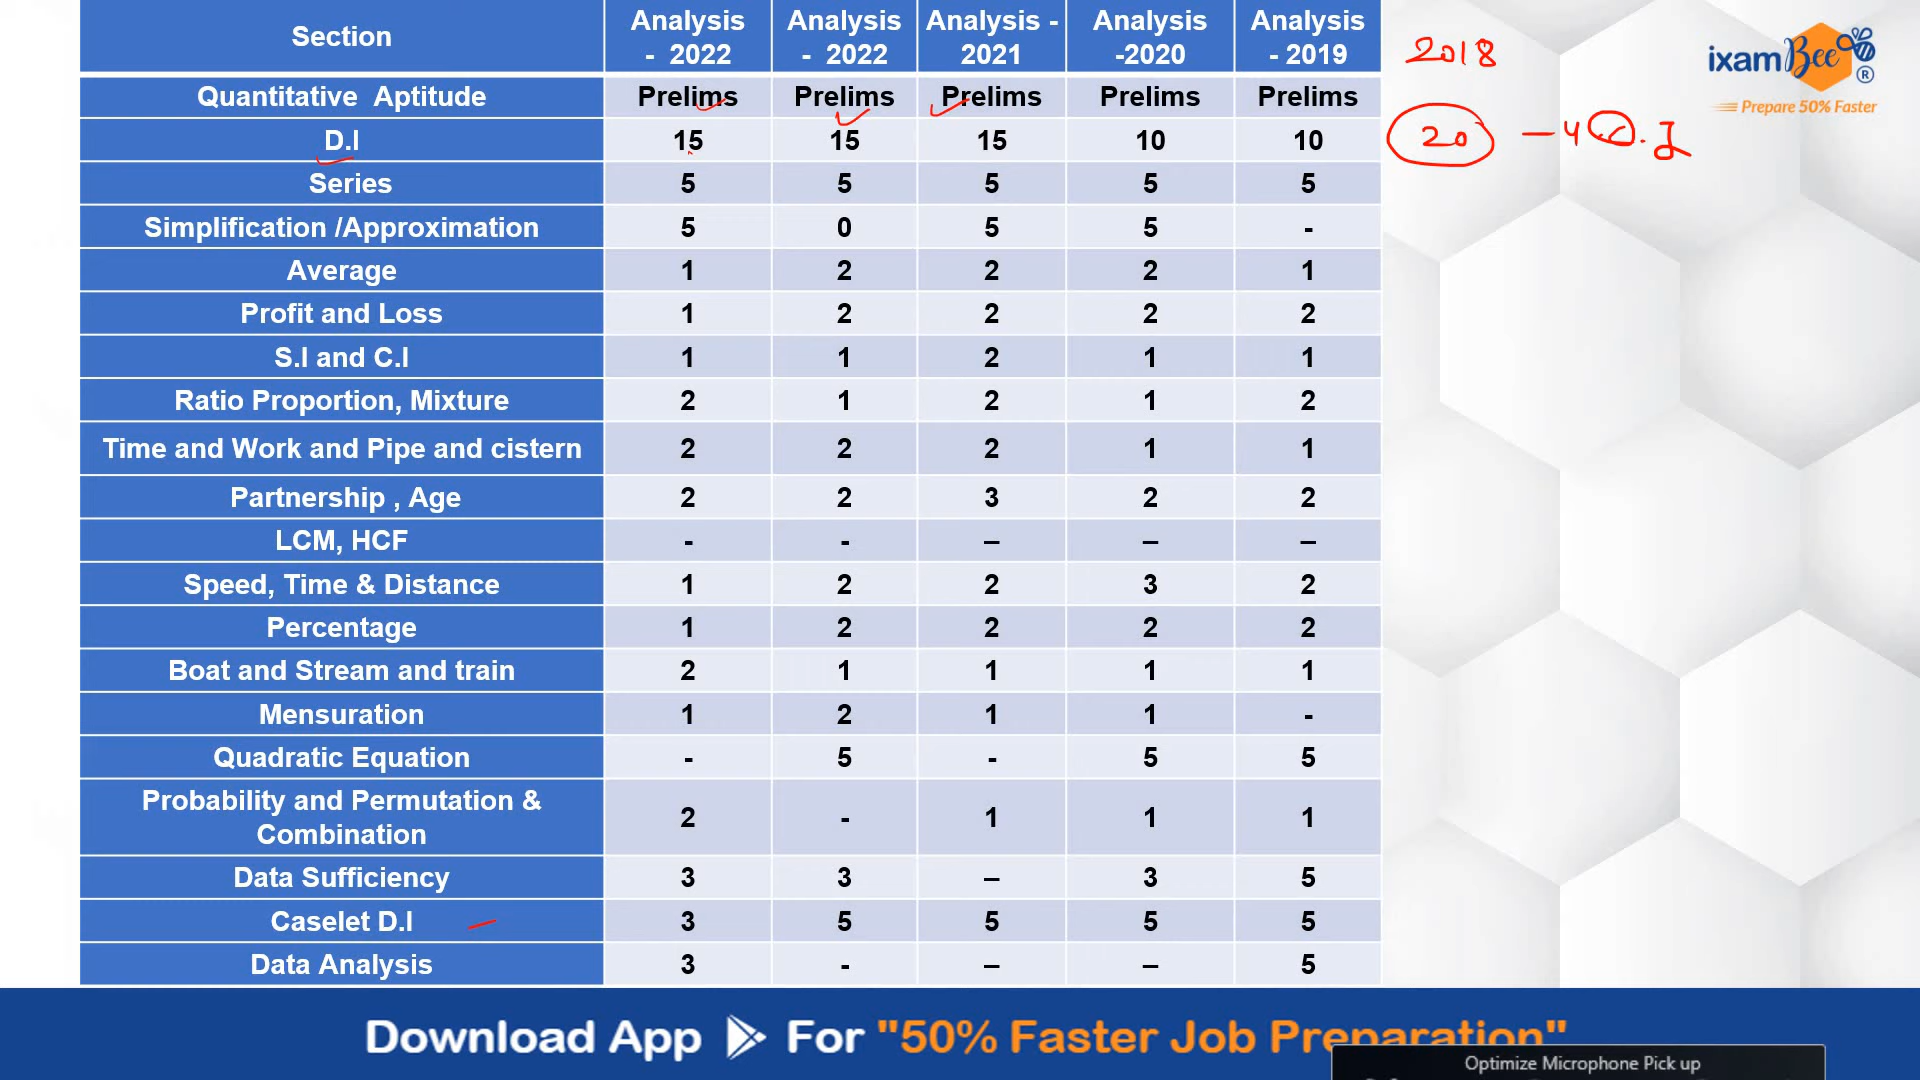 Section Analysis - 2022 Analysis - 2022 Analysis - 2021 Analysis -2020 Analysis - 2019
Quantitative Aptitude Prelims Prelims Prelims Prelims Prelims
D.I 15 15 15 10 10
Series 5 5 5 5 5
Simplification /Approximation 5 0 5 5 -
Average 1 2 2 2 1
Profit and Loss 1 2 2 2 2
S.I and C.I 1 1 2 1 1
Ratio Proportion, Mixture 2 1 2 1 2
Time and Work and Pipe and cistern 2 2 2 1 1
Partnership , Age 2 2 3 2 2
LCM, HCF - - – – –
Speed, Time & Distance 1 2 2 3 2
Percentage 1 2 2 2 2
Boat and Stream and train 2 1 1 1 1
Mensuration 1 2 1 1 -
Quadratic Equation - 5 - 5 5
Probability and Permutation & Combination 2 - 1 1 1
Data Sufficiency 3 3 – 3 5
Caselet D.I 3 5 5 5 5
Data Analysis 3 - – – 5
2018
20
ixamBee ®
Prepare 50% Faster
Download App For "50% Faster Job Preparation"
Optimize Microphone Pick up